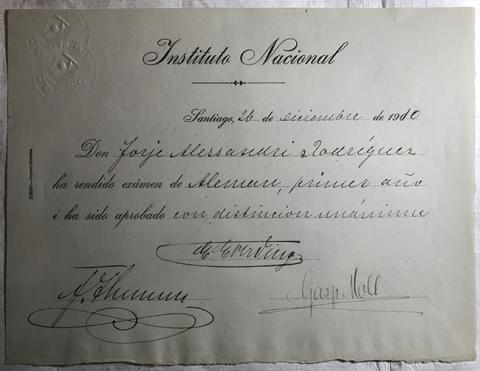 Instituto Nacional
Santiago, 26 de diciembre de 1910
Don Jorje Alessandri Rodríguez
ha rendido exámen de Aleman, primer año
i ha sido aprobado con distincion unánime
Gasp. Moll